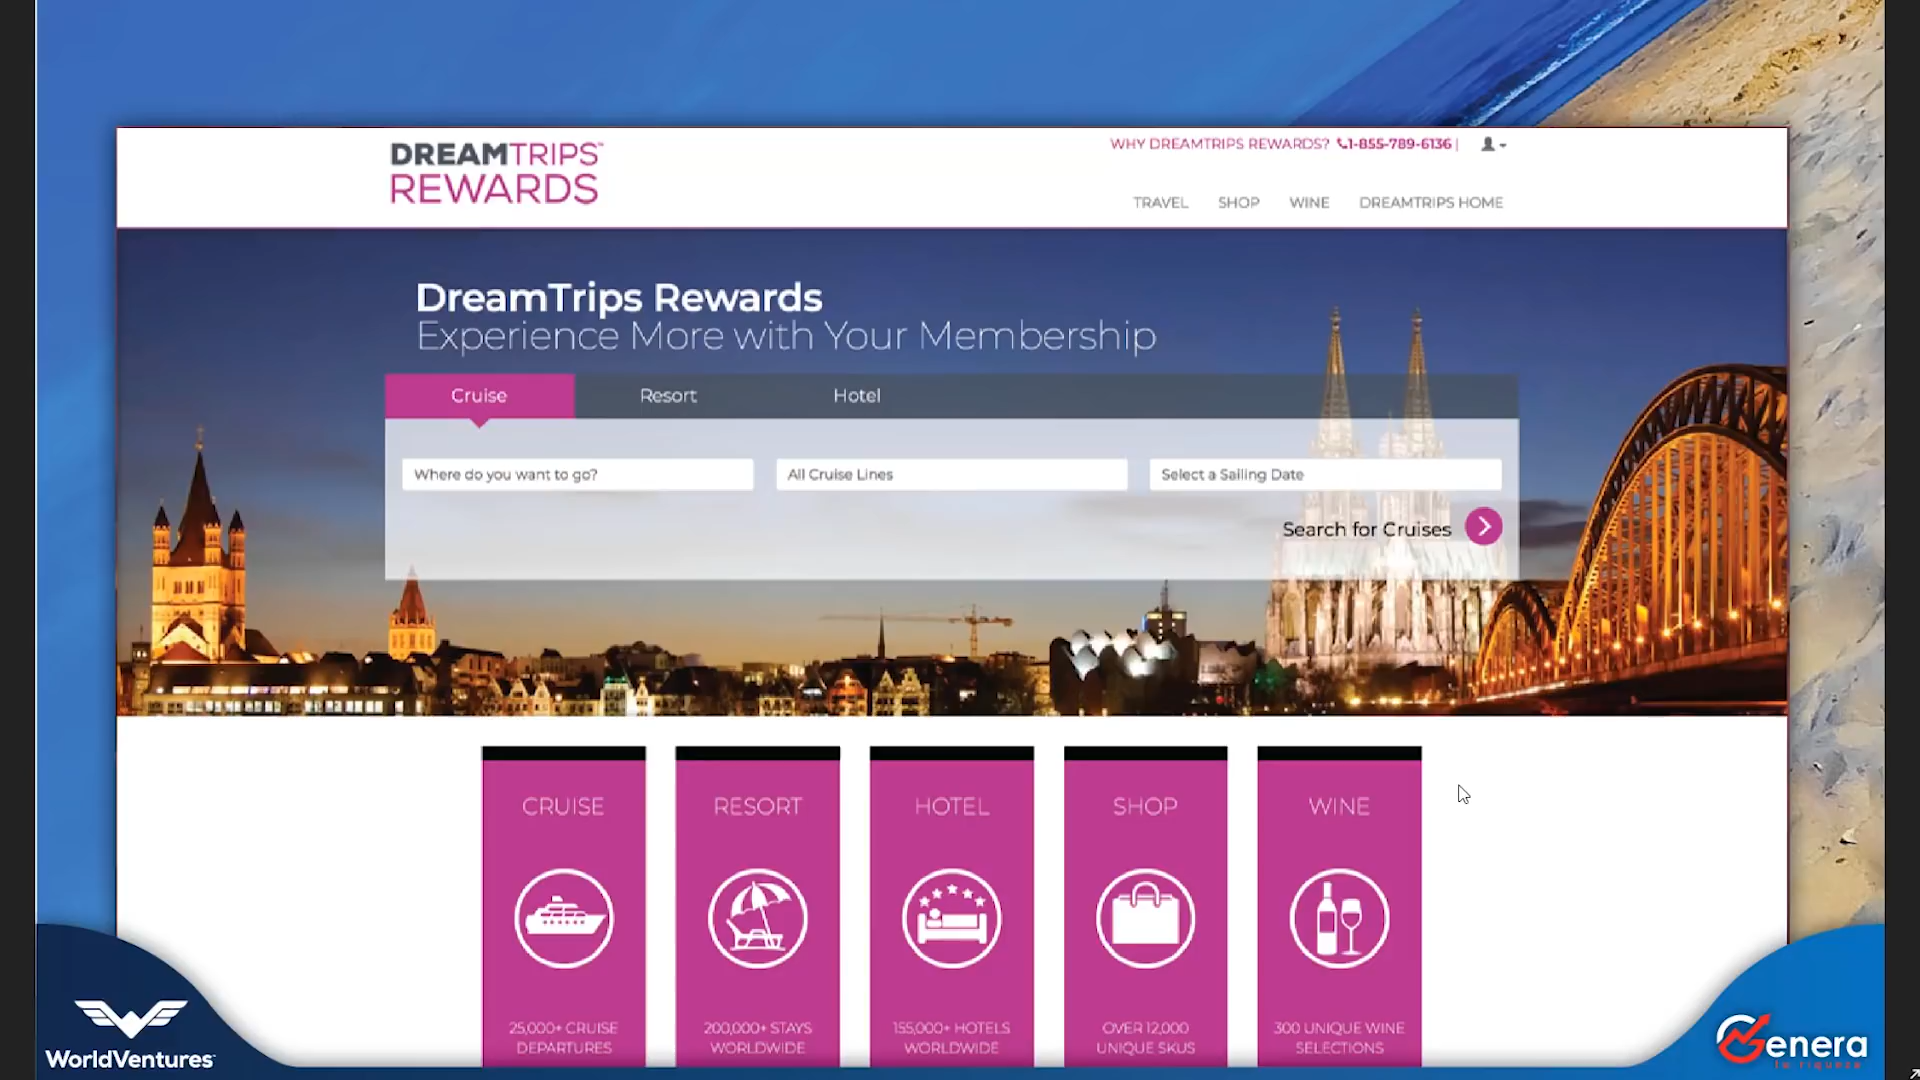 DREAMTRIPS™
REWARDS
WHY DREAMTRIPS REWARDS? 1-855-789-6136 |
TRAVEL SHOP WINE DREAMTRIPS HOME
DreamTrips Rewards
Experience More with Your Membership
Cruise Resort Hotel
Where do you want to go? All Cruise Lines Select a Sailing Date
Search for Cruises
CRUISE RESORT HOTEL SHOP WINE
25,000+ CRUISE
DEPARTURES
200,000+ STAYS
WORLDWIDE
155,000+ HOTELS
WORLDWIDE
OVER 12,000
UNIQUE SKUS
300 UNIQUE WINE
SELECTIONS
WorldVentures
Genera
tu riqueza